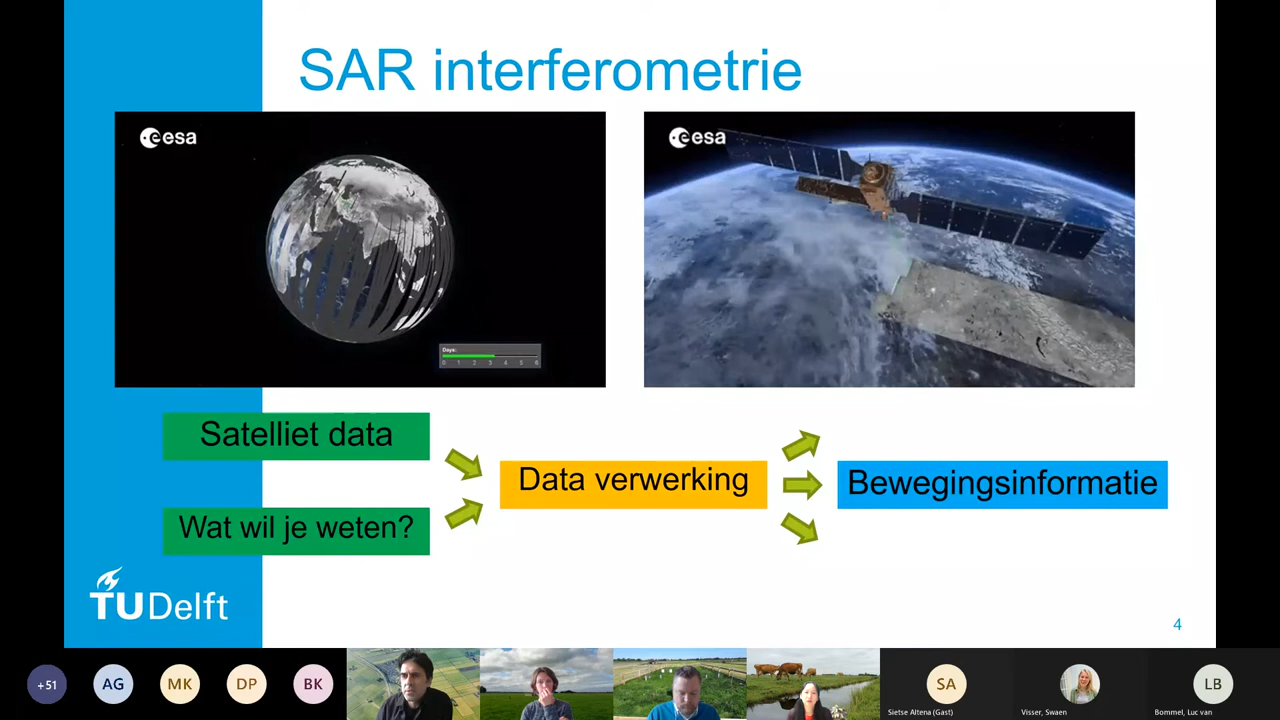 SAR interferometrie
esa
esa
Days:
0 1 2 3 4 5 6
Satelliet data
Wat wil je weten?
Data verwerking
Bewegingsinformatie
TUDelft
4
+51
AG
MK
DP
BK
SA
Sietse Altena (Gast)
Visser, Swaen
LB
Bommel, Luc van